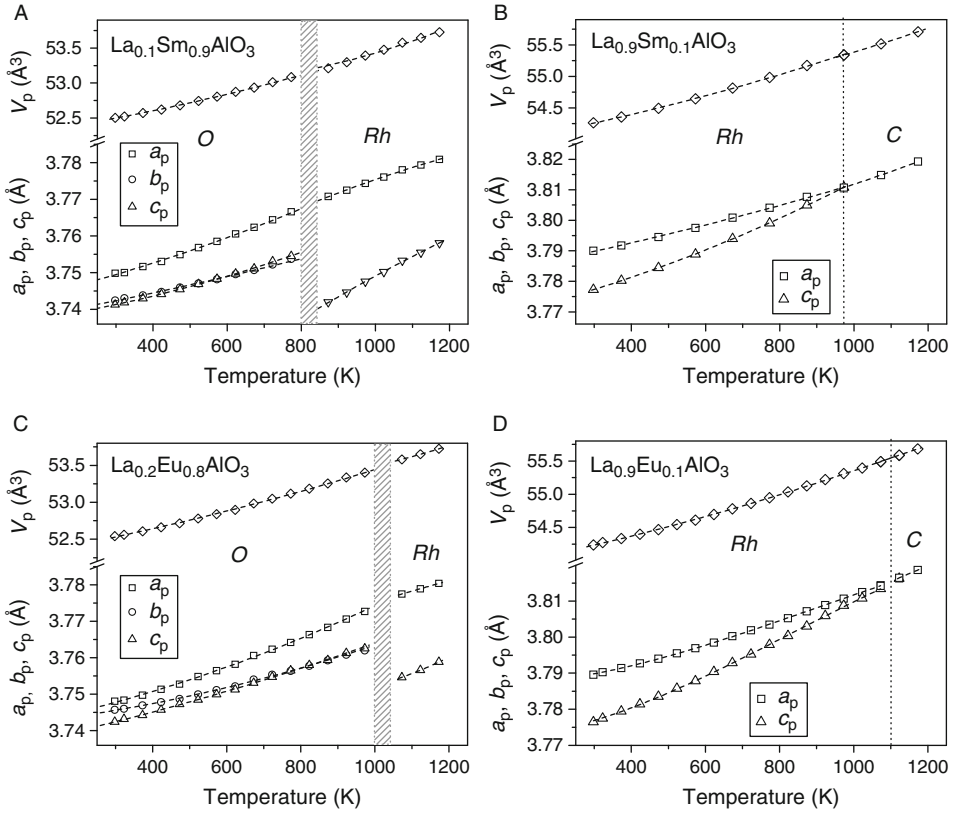 A
La0.1Sm0.9AlO3
53.5
53.0
52.5
Vp (Å3)
O
Rh
ap
bp
cp
3.78
3.77
3.76
3.75
3.74
ap, bp, cp (Å)
400 600 800 1000 1200
Temperature (K)
B
La0.9Sm0.1AlO3
55.5
55.0
54.5
Vp (Å3)
Rh
C
3.82
3.81
3.80
3.79
3.78
3.77
ap, bp, cp (Å)
ap
cp
400 600 800 1000 1200
Temperature (K)
C
La0.2Eu0.8AlO3
53.5
53.0
52.5
Vp (Å3)
O
Rh
ap
bp
cp
3.78
3.77
3.76
3.75
3.74
ap, bp, cp (Å)
400 600 800 1000 1200
Temperature (K)
D
La0.9Eu0.1AlO3
55.5
55.0
54.5
Vp (Å3)
Rh
C
3.81
3.80
3.79
3.78
3.77
ap, bp, cp (Å)
ap
cp
400 600 800 1000 1200
Temperature (K)